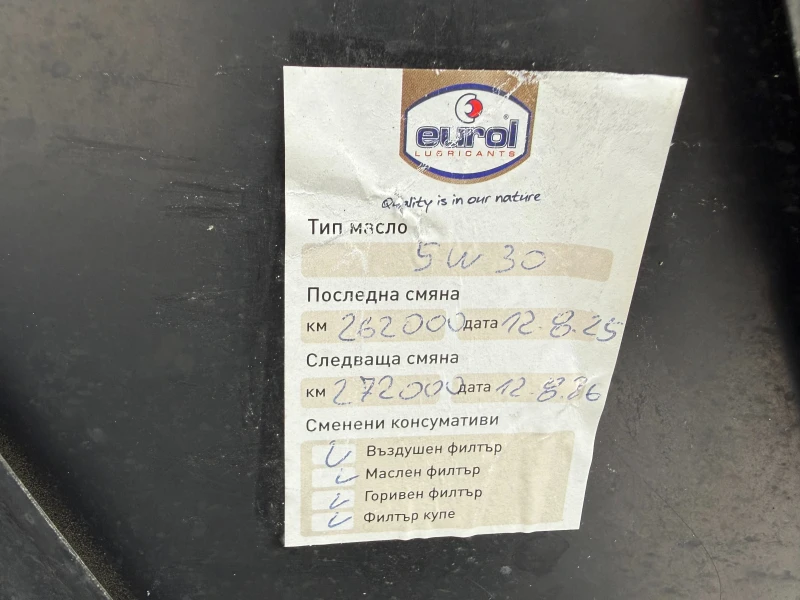 eurol®
LUBRICANTS
Quality is in our nature
Тип масло
5W30
Последна смяна
км 262000 дата 12.8.25
Следваща смяна
км 272000 дата 12.8.26
Сменени консумативи
✓ Въздушен филтър
✓ Маслен филтър
✓ Горивен филтър
✓ Филтър купе